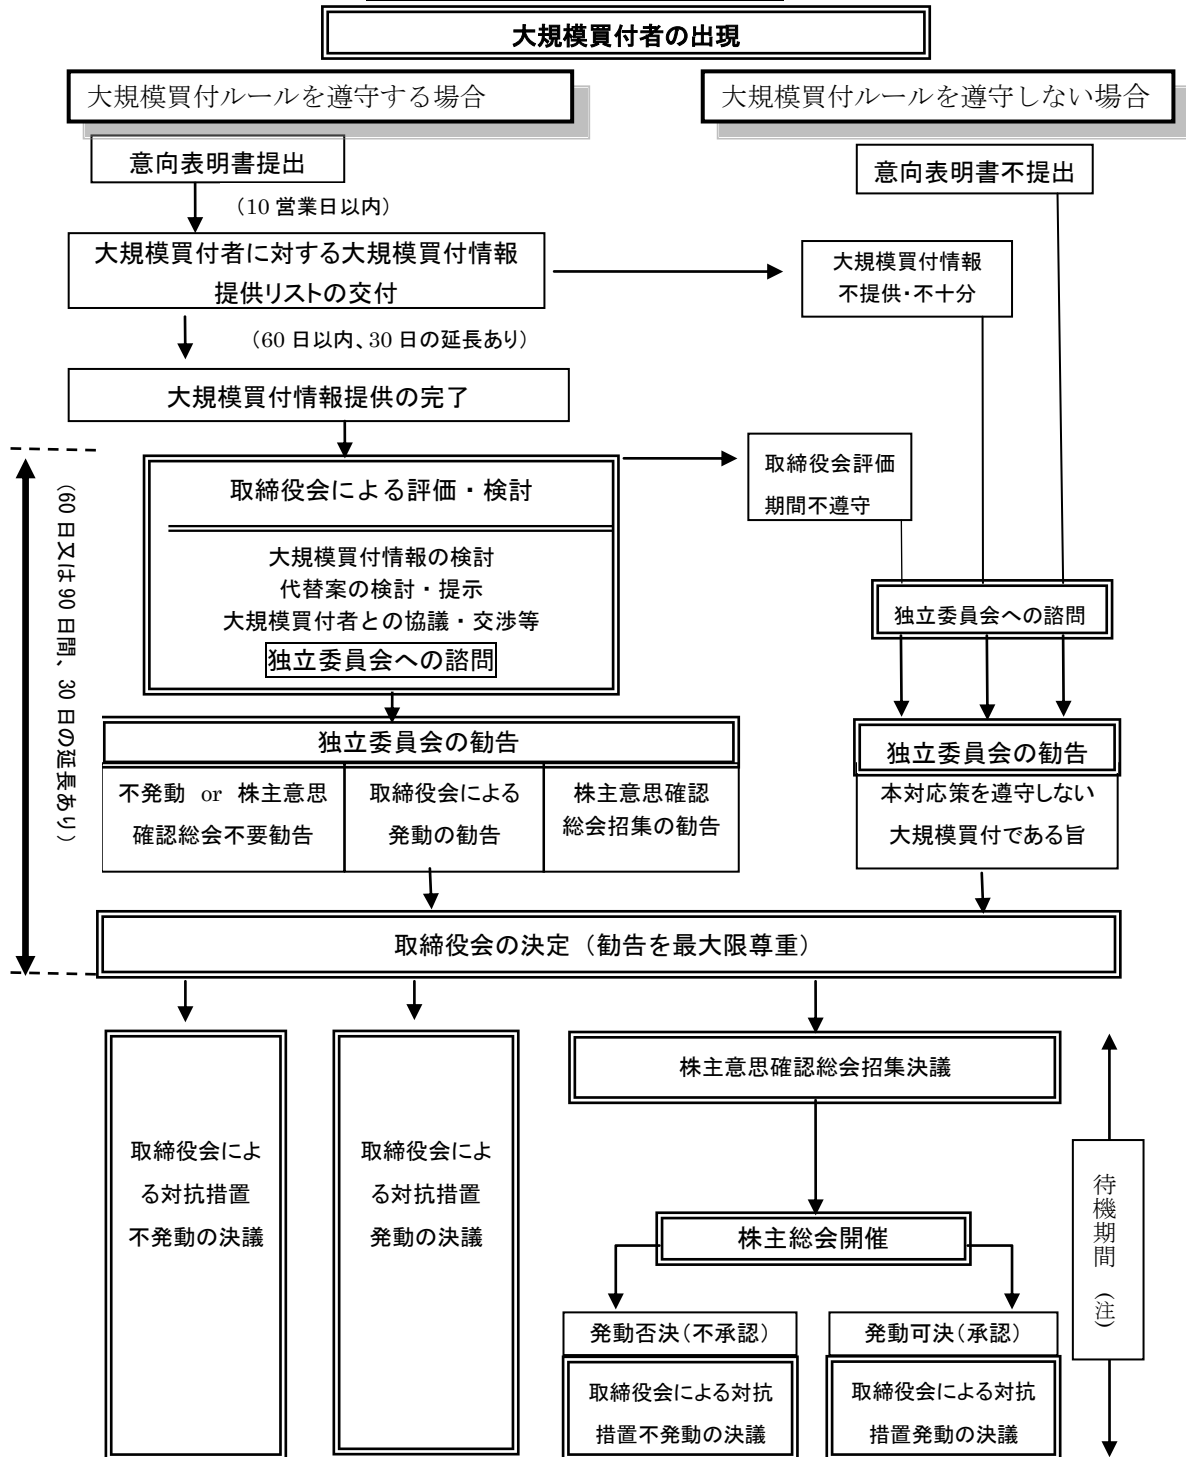 大規模買付者の出現
大規模買付ルールを遵守する場合
大規模買付ルールを遵守しない場合
意向表明書提出
意向表明書不提出
（10 営業日以内）
大規模買付者に対する大規模買付情報
提供リストの交付
大規模買付情報
不提供・不十分
（60 日以内、30 日の延長あり）
大規模買付情報提供の完了
（60 日又は 90 日間、30 日の延長あり）
取締役会による評価・検討
大規模買付情報の検討
代替案の検討・提示
大規模買付者との協議・交渉等
独立委員会への諮問
取締役会評価
期間不遵守
独立委員会への諮問
独立委員会の勧告
不発動 or 株主意思
確認総会不要勧告
取締役会による
発動の勧告
株主意思確認
総会招集の勧告
独立委員会の勧告
本対応策を遵守しない
大規模買付である旨
取締役会の決定（勧告を最大限尊重）
取締役会によ
る対抗措置
不発動の決議
取締役会によ
る対抗措置
発動の決議
株主意思確認総会招集決議
株主総会開催
待機期間（注）
発動否決（不承認）
取締役会による対抗
措置不発動の決議
発動可決（承認）
取締役会による対抗
措置発動の決議